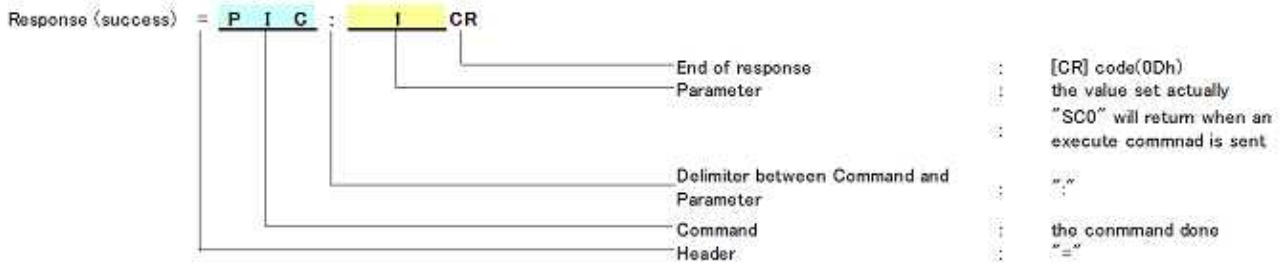 Response (success) = P I C : 1 CR
End of response : [CR] code(0Dh)
Parameter : the value set actually
: "SC0" will return when an
execute commnad is sent
Delimiter between Command and
Parameter : ":"
Command : the conmmand done
Header : "="